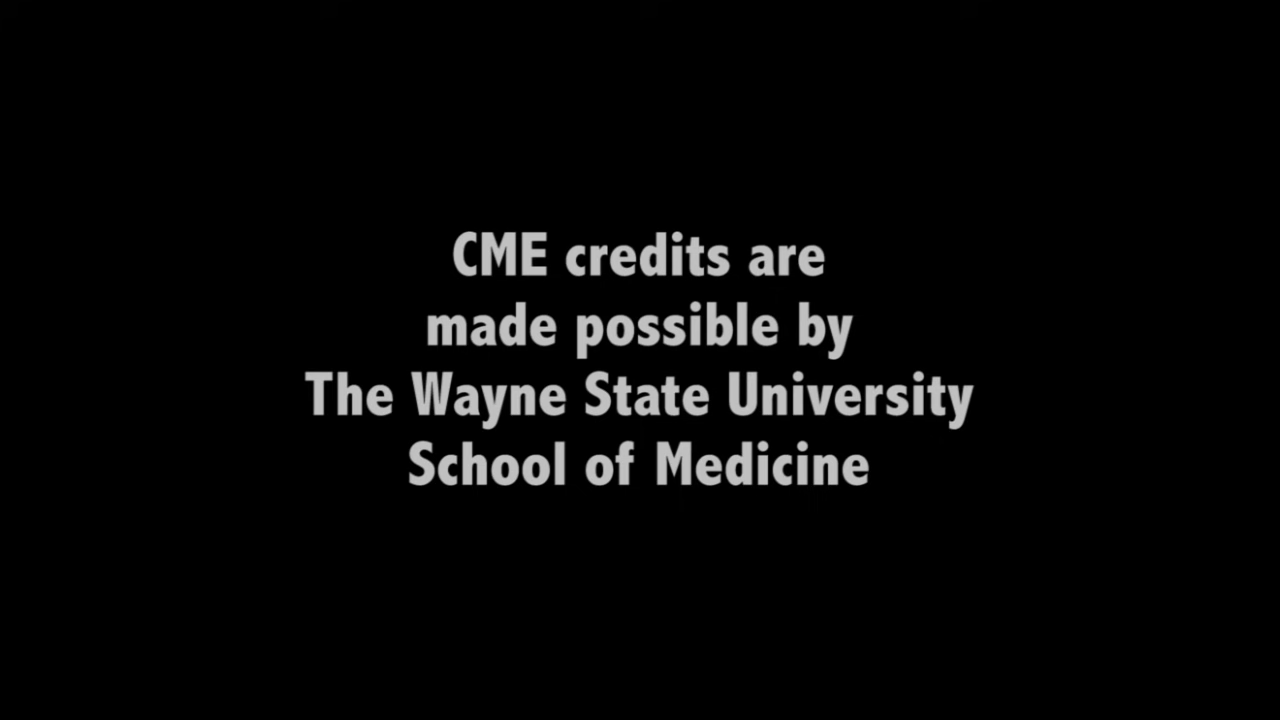 CME credits are
made possible by
The Wayne State University
School of Medicine